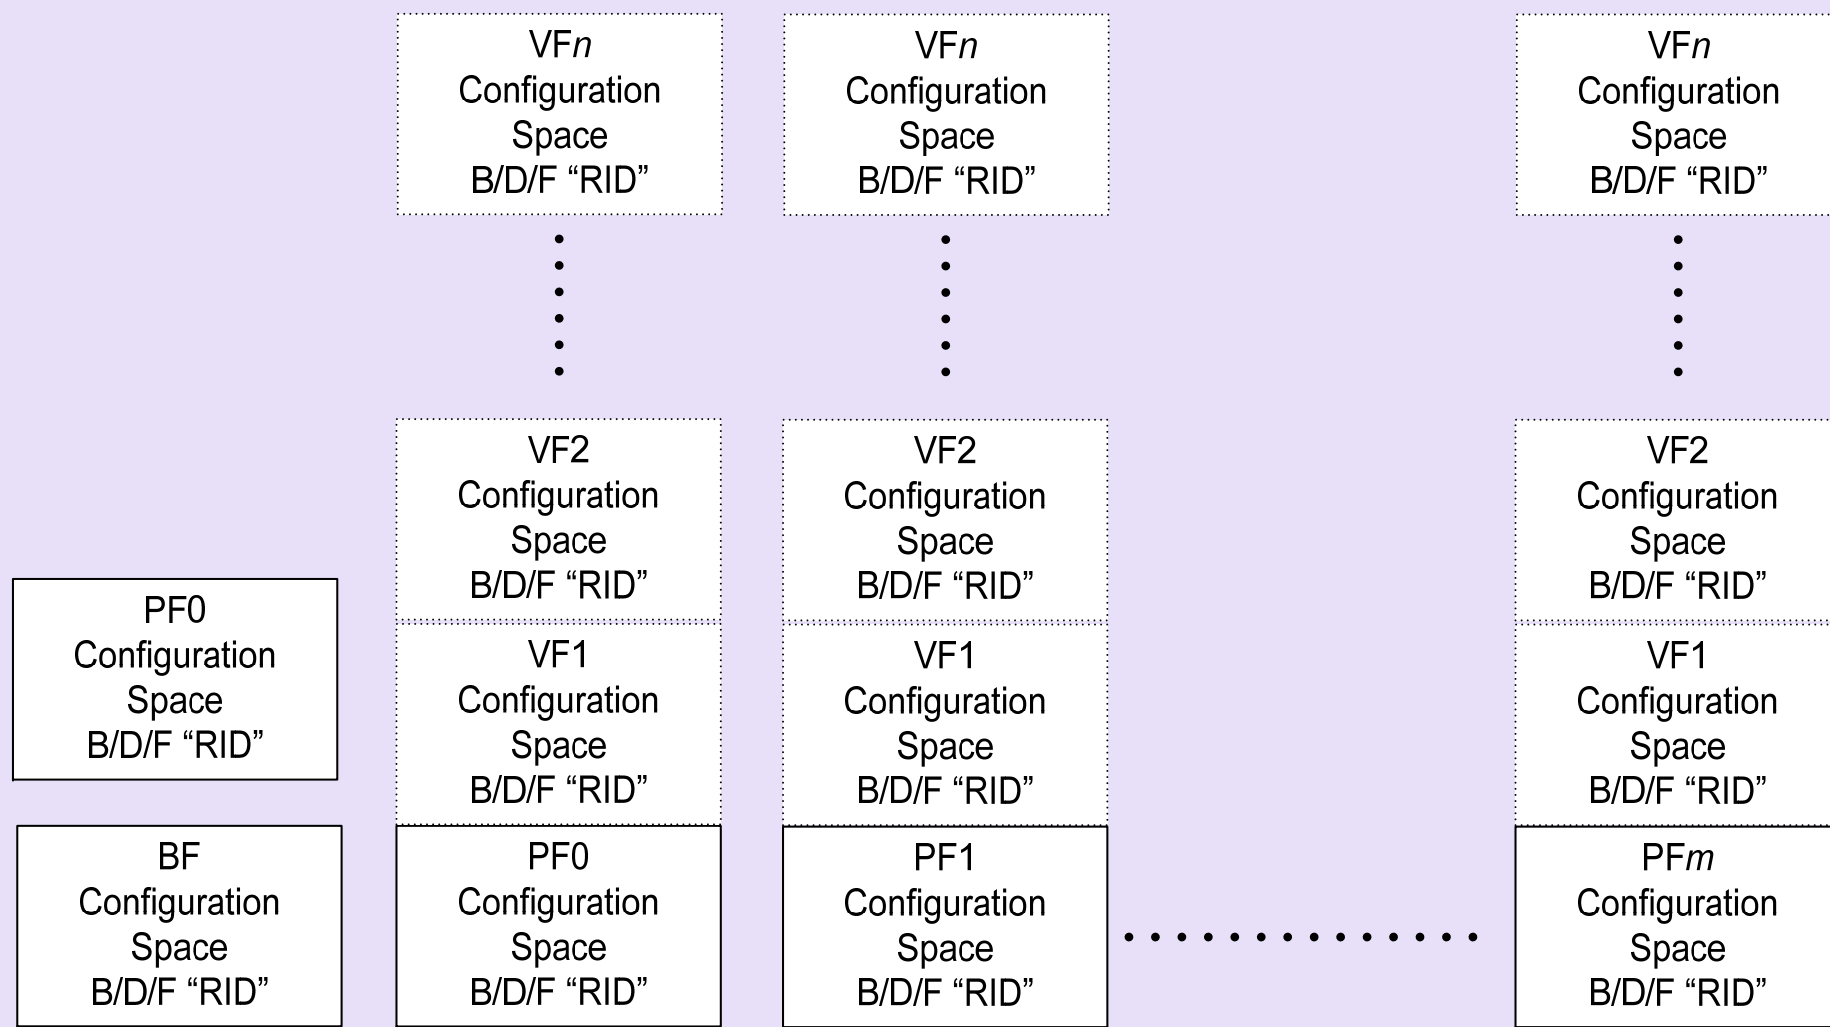 VFn
Configuration
Space
B/D/F “RID”
VFn
Configuration
Space
B/D/F “RID”
VFn
Configuration
Space
B/D/F “RID”
VF2
Configuration
Space
B/D/F “RID”
VF2
Configuration
Space
B/D/F “RID”
VF2
Configuration
Space
B/D/F “RID”
PF0
Configuration
Space
B/D/F “RID”
VF1
Configuration
Space
B/D/F “RID”
VF1
Configuration
Space
B/D/F “RID”
VF1
Configuration
Space
B/D/F “RID”
BF
Configuration
Space
B/D/F “RID”
PF0
Configuration
Space
B/D/F “RID”
PF1
Configuration
Space
B/D/F “RID”
PFm
Configuration
Space
B/D/F “RID”